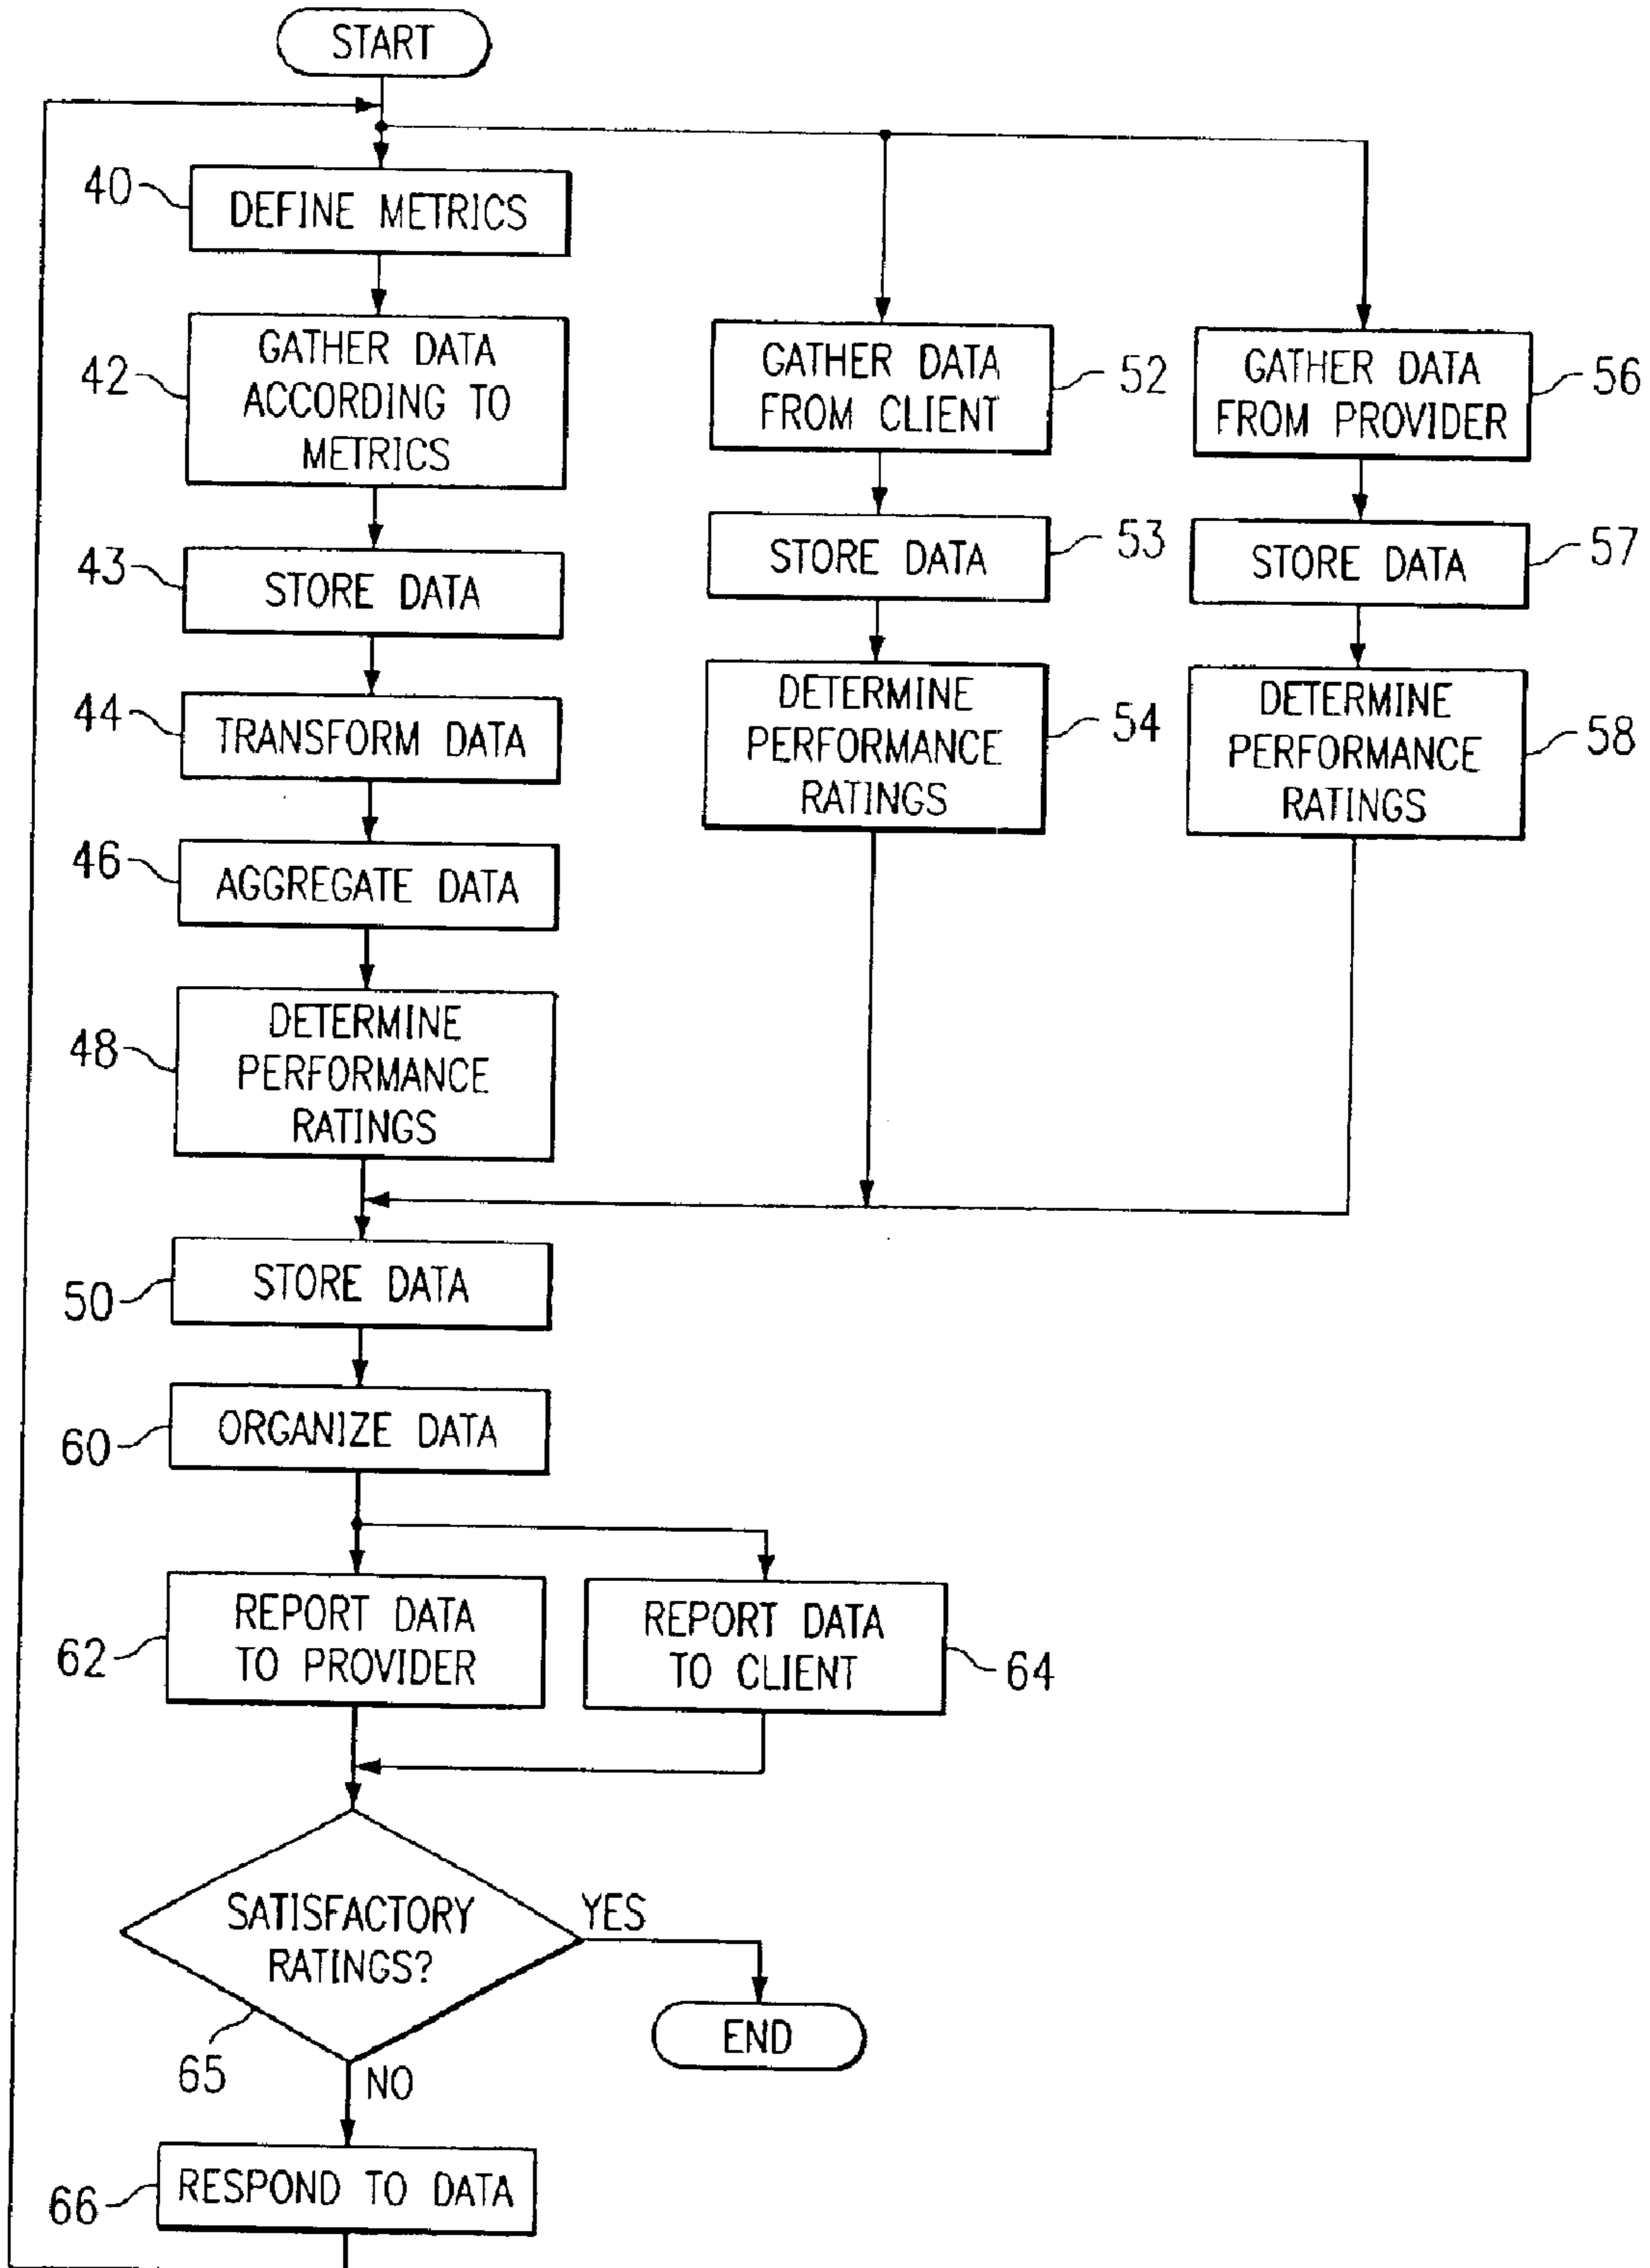 START
40
DEFINE METRICS
42
GATHER DATA
ACCORDING TO
METRICS
43
STORE DATA
44
TRANSFORM DATA
46
AGGREGATE DATA
48
DETERMINE
PERFORMANCE
RATINGS
GATHER DATA
FROM CLIENT
52
STORE DATA
53
DETERMINE
PERFORMANCE
RATINGS
54
GATHER DATA
FROM PROVIDER
56
STORE DATA
57
DETERMINE
PERFORMANCE
RATINGS
58
50
STORE DATA
60
ORGANIZE DATA
62
REPORT DATA
TO PROVIDER
REPORT DATA
TO CLIENT
64
SATISFACTORY
RATINGS?
65
YES
END
NO
66
RESPOND TO DATA